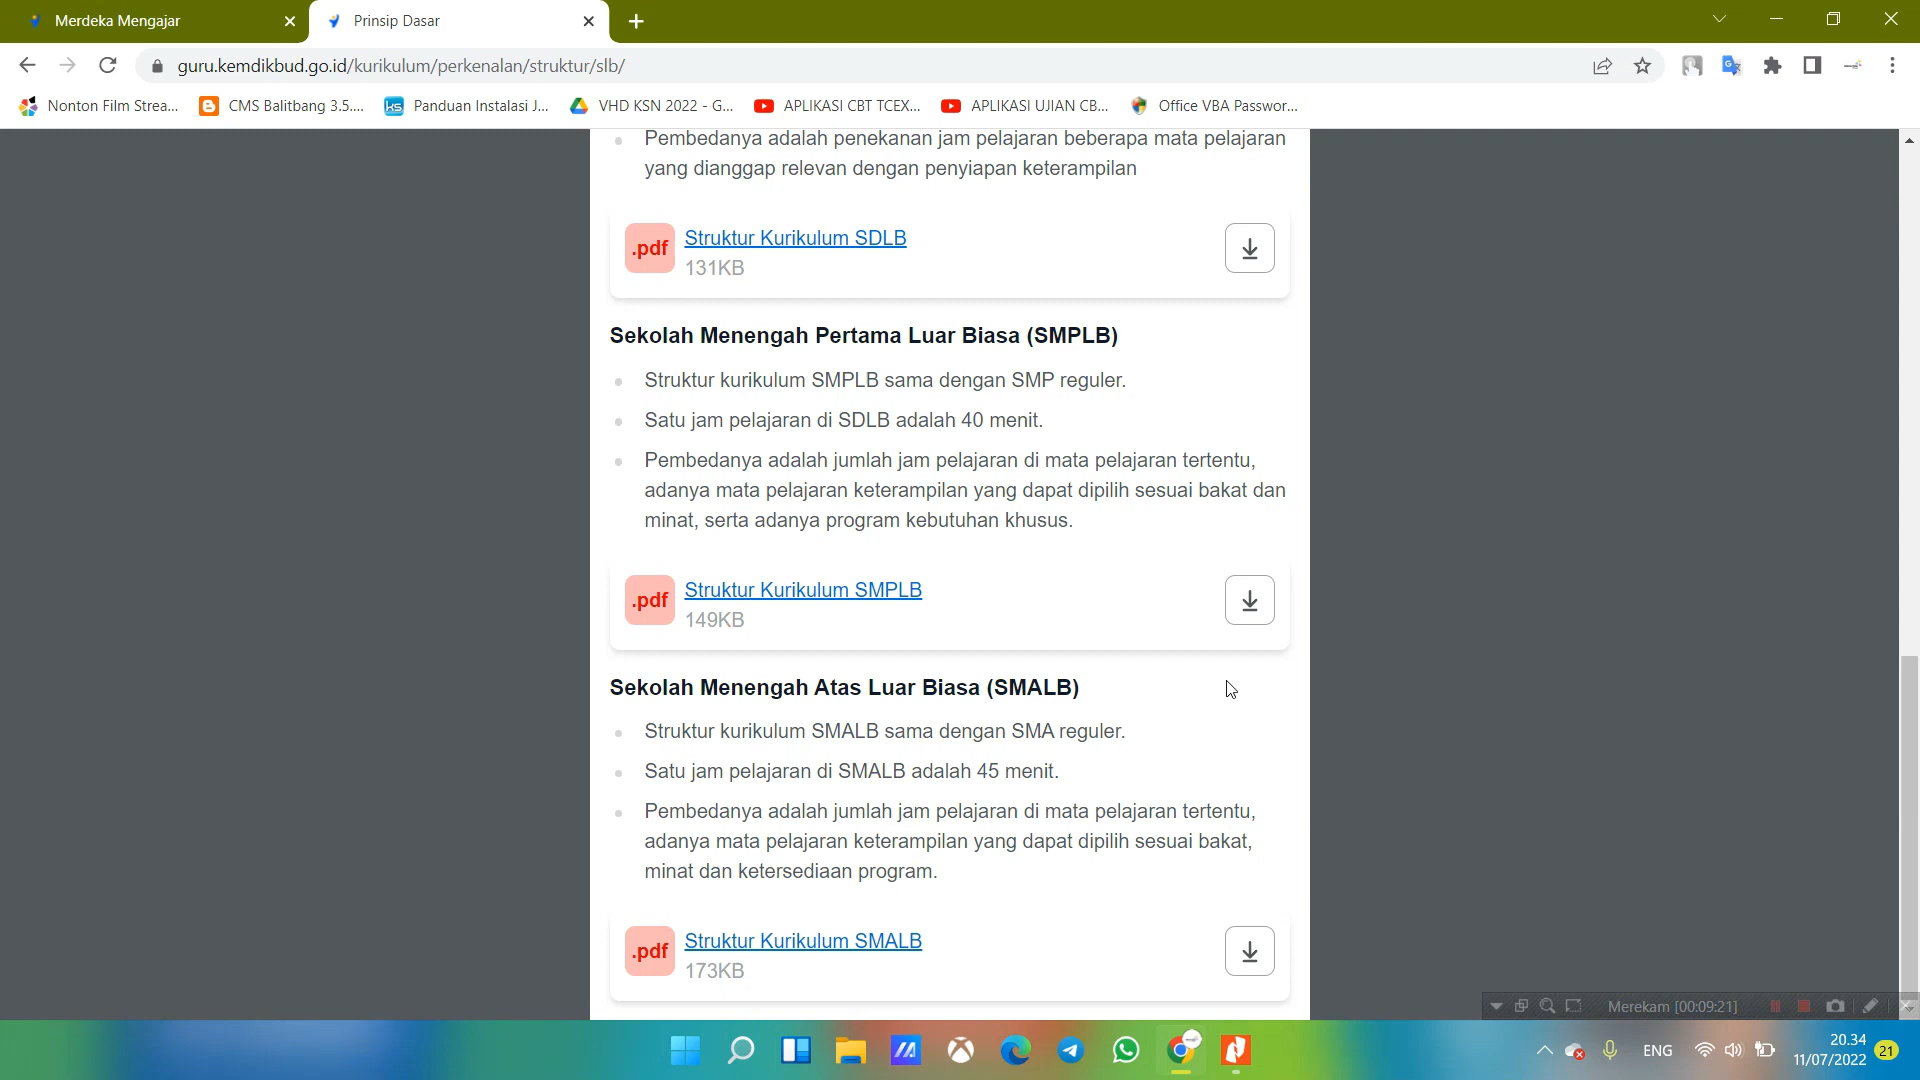 Merdeka Mengajar
Prinsip Dasar
guru.kemdikbud.go.id/kurikulum/perkenalan/struktur/slb/
Nonton Film Strea...
CMS Balitbang 3.5....
Panduan Instalasi J...
VHD KSN 2022 - G...
APLIKASI CBT TCEX...
APLIKASI UJIAN CB...
Office VBA Passwor...
Pembedanya adalah penekanan jam pelajaran beberapa mata pelajaran
yang dianggap relevan dengan penyiapan keterampilan
.pdf
Struktur Kurikulum SDLB
131KB
Sekolah Menengah Pertama Luar Biasa (SMPLB)
Struktur kurikulum SMPLB sama dengan SMP reguler.
Satu jam pelajaran di SDLB adalah 40 menit.
Pembedanya adalah jumlah jam pelajaran di mata pelajaran tertentu,
adanya mata pelajaran keterampilan yang dapat dipilih sesuai bakat dan
minat, serta adanya program kebutuhan khusus.
.pdf
Struktur Kurikulum SMPLB
149KB
Sekolah Menengah Atas Luar Biasa (SMALB)
Struktur kurikulum SMALB sama dengan SMA reguler.
Satu jam pelajaran di SMALB adalah 45 menit.
Pembedanya adalah jumlah jam pelajaran di mata pelajaran tertentu,
adanya mata pelajaran keterampilan yang dapat dipilih sesuai bakat,
minat dan ketersediaan program.
.pdf
Struktur Kurikulum SMALB
173KB
Merekam [00:09:21]
ENG
20.34
11/07/2022
21